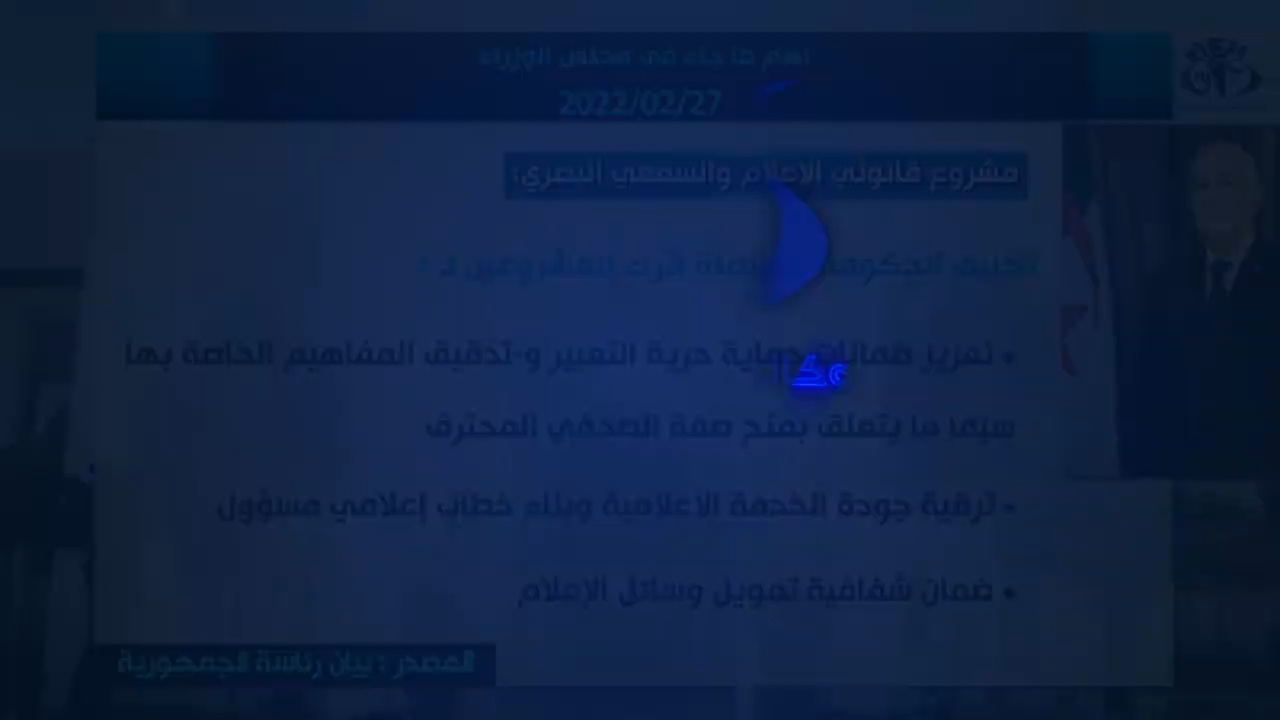 أهم ما جاء في مجلس الوزراء
2022/02/27
مشروع قانوني الإعلام والسمعي البصري:
• تعزيز ضمانات حماية حرية التعبير و-تدقيق المفاهيم الخاصة بها
سيما ما يتعلق بمنح صفة الصحفي المحترف
• ترقية جودة الخدمة الاعلامية وبناء خطاب إعلامي مسؤول
• ضمان شفافية تمويل وسائل الإعلام
المصدر : بيان رئاسة الجمهورية